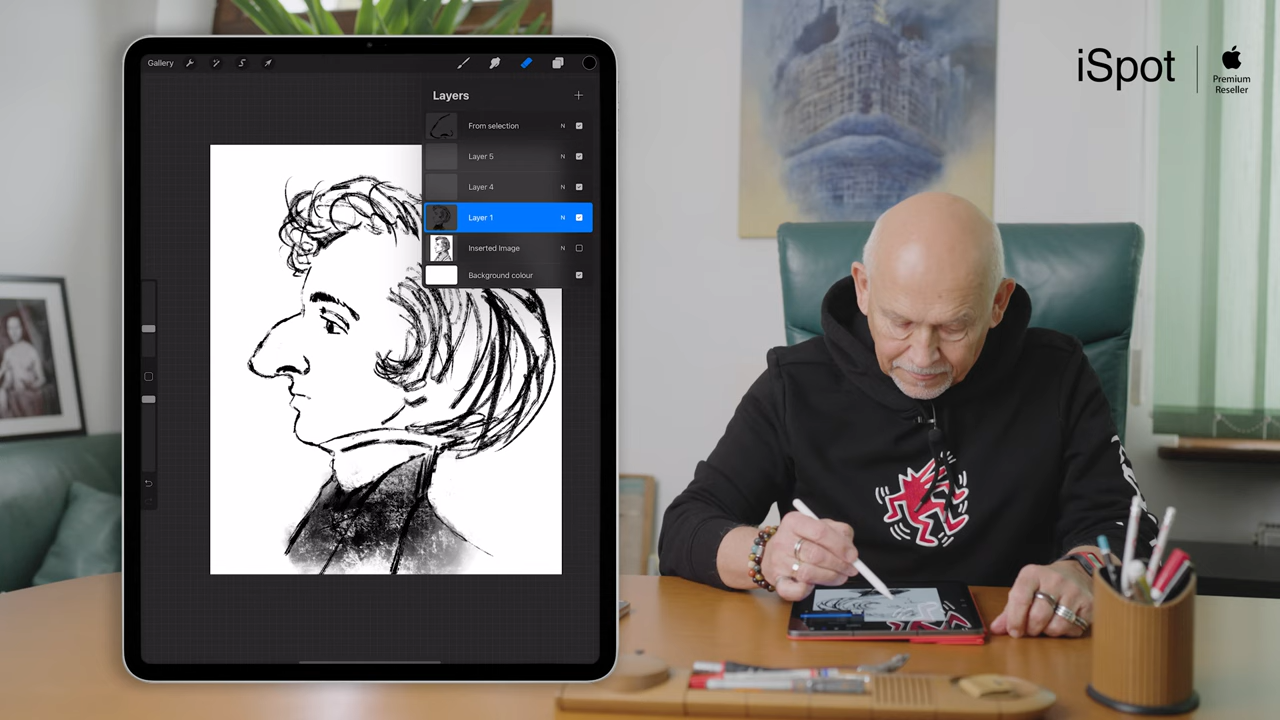 Gallery
Layers
From selection N
Layer 5 N
Layer 4 N
Layer 1 N
Inserted Image N
Background colour
iSpot
Premium
Reseller